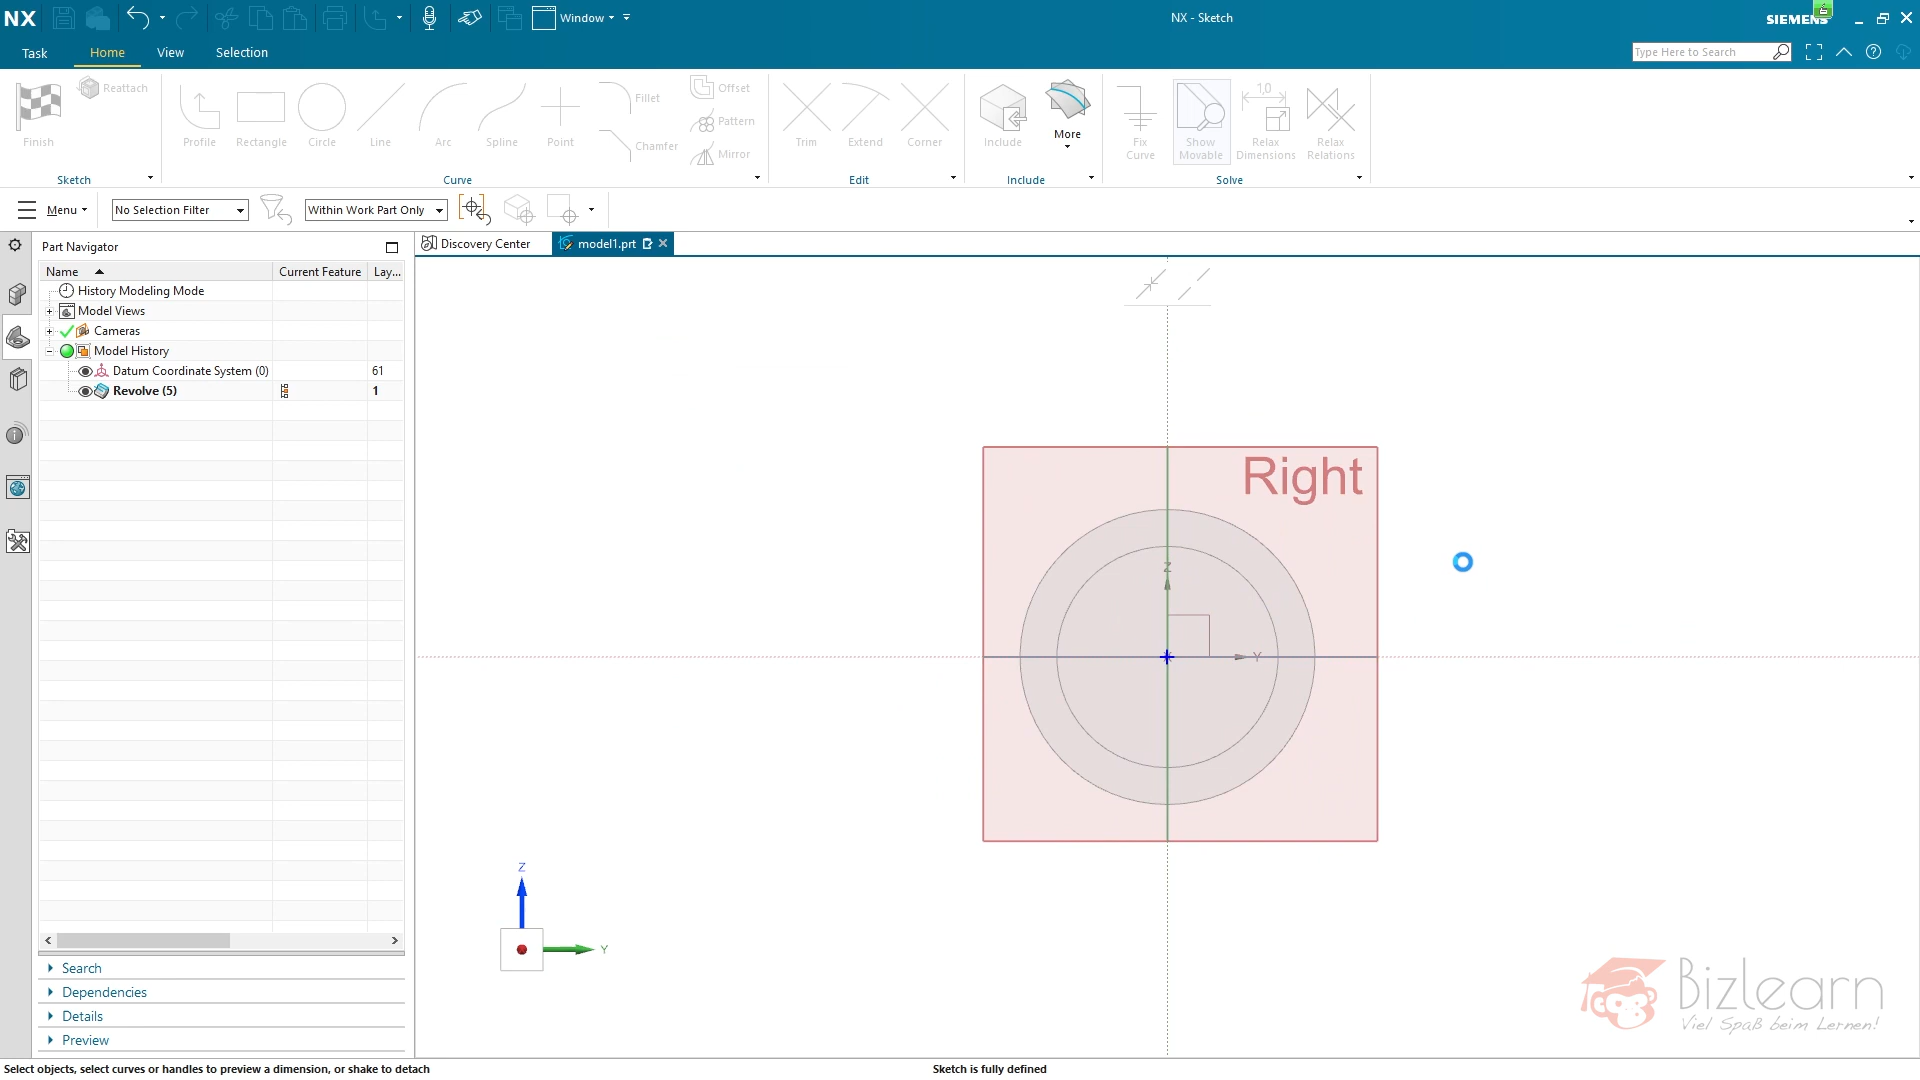 NX
Window
NX - Sketch
SIEMENS
Task
Home
View
Selection
Type Here to Search
Finish
Reattach
Profile
Rectangle
Circle
Line
Arc
Spline
Point
Fillet
Chamfer
Offset
Pattern
Mirror
Trim
Extend
Corner
Include
More
Fix
Curve
Show
Movable
1,0
Relax
Dimensions
Relax
Relations
Sketch
Curve
Edit
Include
Solve
Menu
No Selection Filter
Within Work Part Only
Part Navigator
Discovery Center
model1.prt
Name
Current Feature
Lay...
History Modeling Mode
Model Views
Cameras
Model History
Datum Coordinate System (0)
61
Revolve (5)
1
Right
Z
Y
Z
Y
Search
Dependencies
Details
Preview
Bizlearn
Viel Spaß beim Lernen!
Select objects, select curves or handles to preview a dimension, or shake to detach
Sketch is fully defined